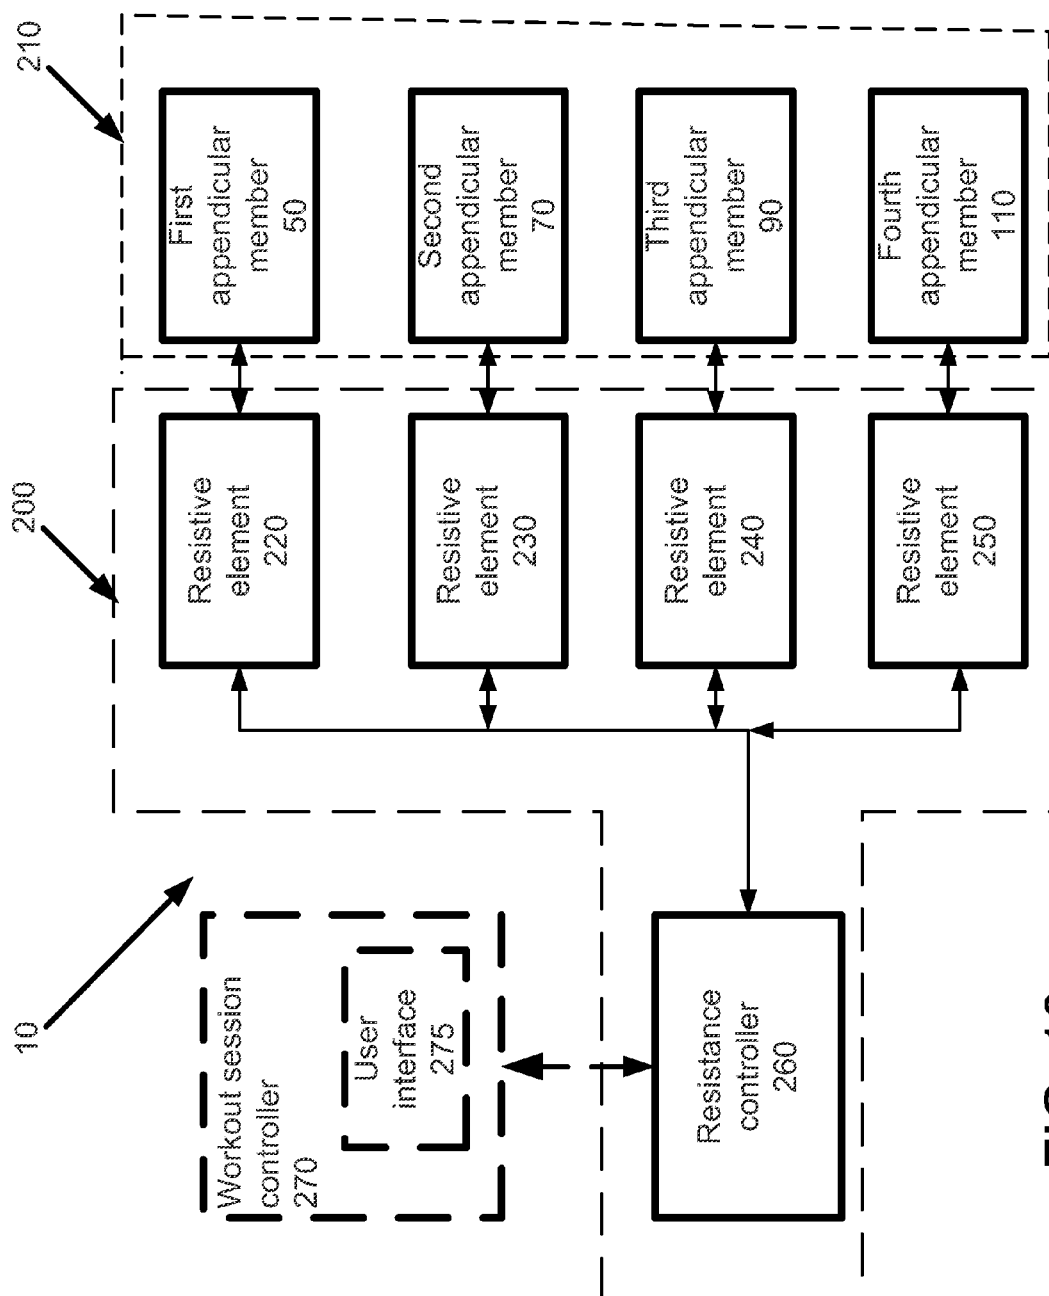 10
200
210
Workout session
controller
270
User
interface
275
Resistance
controller
260
Resistive
element
220
Resistive
element
230
Resistive
element
240
Resistive
element
250
First
appendicular
member
50
Second
appendicular
member
70
Third
appendicular
member
90
Fourth
appendicular
member
110